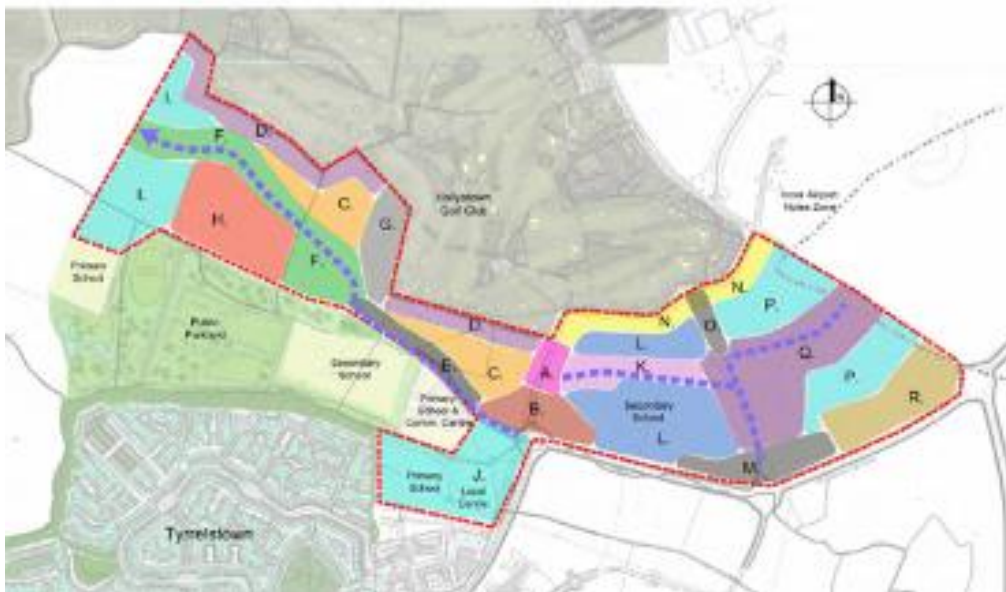 I.
D.
F.
I.
C.
G.
H.
F.
Hollystown
Golf Club
Inner Airport
Noise Zone
Primary
School
Public
Parkland
Secondary
School
Primary
School &
Comm. Centre
D.
E.
C.
A.
B.
N.
N.
L.
K.
O.
P.
Q.
P.
R.
Secondary
School
L.
M.
Primary
School
J.
Local
Centre
Tyrrelstown